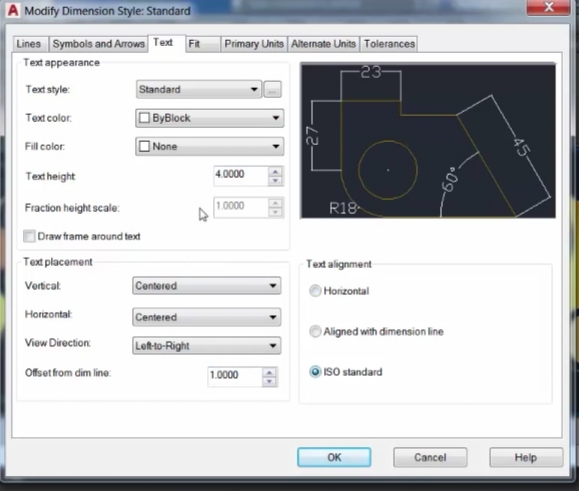 Modify Dimension Style: Standard
Lines
Symbols and Arrows
Text
Fit
Primary Units
Alternate Units
Tolerances
Text appearance
Text style:
Standard
...
Text color:
ByBlock
Fill color:
None
Text height:
4.0000
Fraction height scale:
1.0000
Draw frame around text
23
27
45
60°
R18
Text placement
Vertical:
Centered
Horizontal:
Centered
View Direction:
Left-to-Right
Offset from dim line:
1.0000
Text alignment
Horizontal
Aligned with dimension line
ISO standard
OK
Cancel
Help